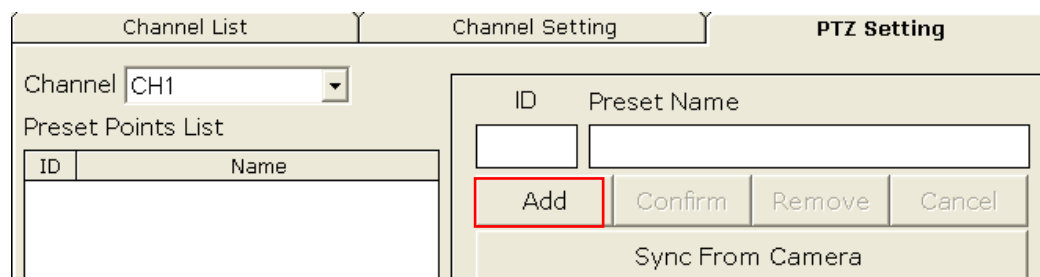 Channel List Channel Setting PTZ Setting
Channel CH1
Preset Points List
ID Name
ID Preset Name
Add Confirm Remove Cancel
Sync From Camera